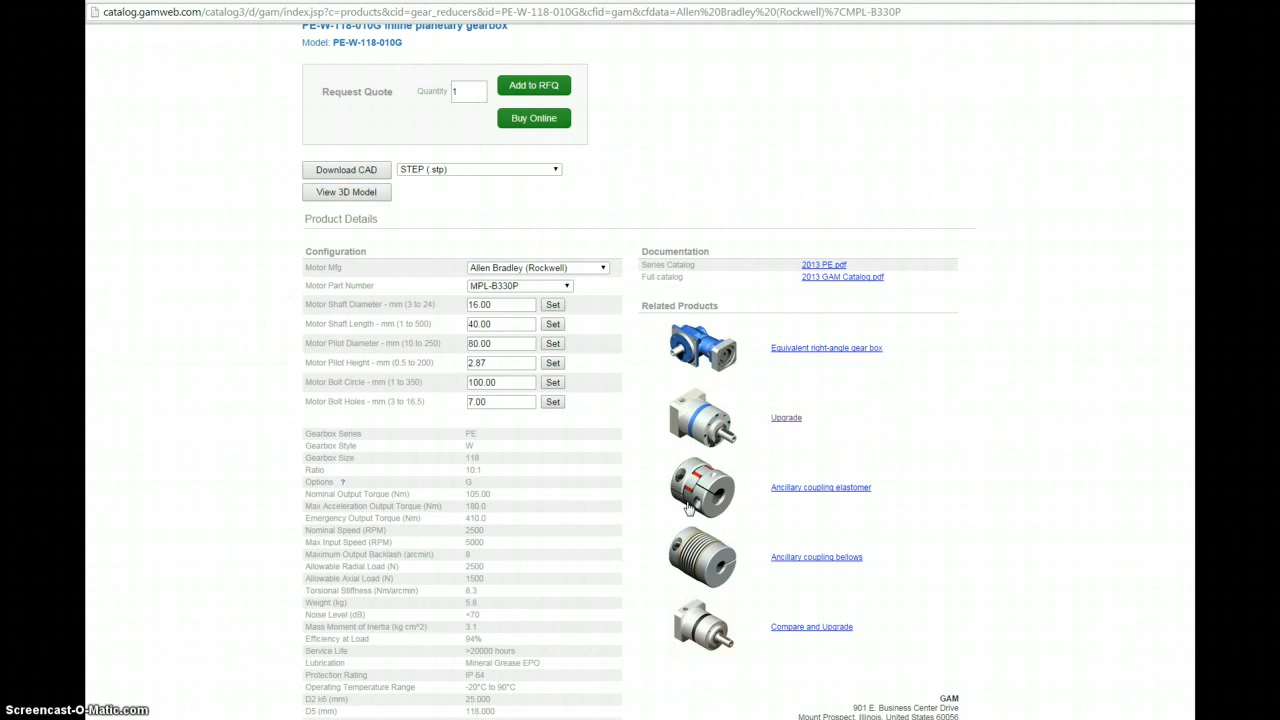 catalog.gamweb.com/catalog3/d/gam/index.jsp?c=products&cid=gear_reducers&id=PE-W-118-010G&cfid=gam&cfdata=Allen%20Bradley%20(Rockwell)%7CMPL-B330P
PE-W-118-010G inline planetary gearbox
Model: PE-W-118-010G
Request Quote Quantity 1 Add to RFQ
Buy Online
Download CAD STEP (.stp)
View 3D Model
Product Details
Configuration
Motor Mfg Allen Bradley (Rockwell)
Motor Part Number MPL-B330P
Motor Shaft Diameter - mm (3 to 24) 16.00 Set
Motor Shaft Length - mm (1 to 500) 40.00 Set
Motor Pilot Diameter - mm (10 to 250) 80.00 Set
Motor Pilot Height - mm (0.5 to 200) 2.87 Set
Motor Bolt Circle - mm (1 to 350) 100.00 Set
Motor Bolt Holes - mm (3 to 16.5) 7.00 Set
Gearbox Series PE
Gearbox Style W
Gearbox Size 118
Ratio 10:1
Options ? G
Nominal Output Torque (Nm) 105.00
Max Acceleration Output Torque (Nm) 180.0
Emergency Output Torque (Nm) 410.0
Nominal Speed (RPM) 2500
Max Input Speed (RPM) 5000
Maximum Output Backlash (arcmin) 8
Allowable Radial Load (N) 2500
Allowable Axial Load (N) 1500
Torsional Stiffness (Nm/arcmin) 8.3
Weight (kg) 5.8
Noise Level (dB) <70
Mass Moment of Inertia (kg cm^2) 3.1
Efficiency at Load 94%
Service Life >20000 hours
Lubrication Mineral Grease EPO
Protection Rating IP 64
Operating Temperature Range -20°C to 90°C
D2 k6 (mm) 25.000
D5 (mm) 118.000
Documentation
Series Catalog 2013 PE.pdf
Full catalog 2013 GAM Catalog.pdf
Related Products
Equivalent right-angle gear box
Upgrade
Ancillary coupling elastomer
Ancillary coupling bellows
Compare and Upgrade
GAM
901 E. Business Center Drive
Mount Prospect, Illinois, United States 60056
Screencast-O-Matic.com